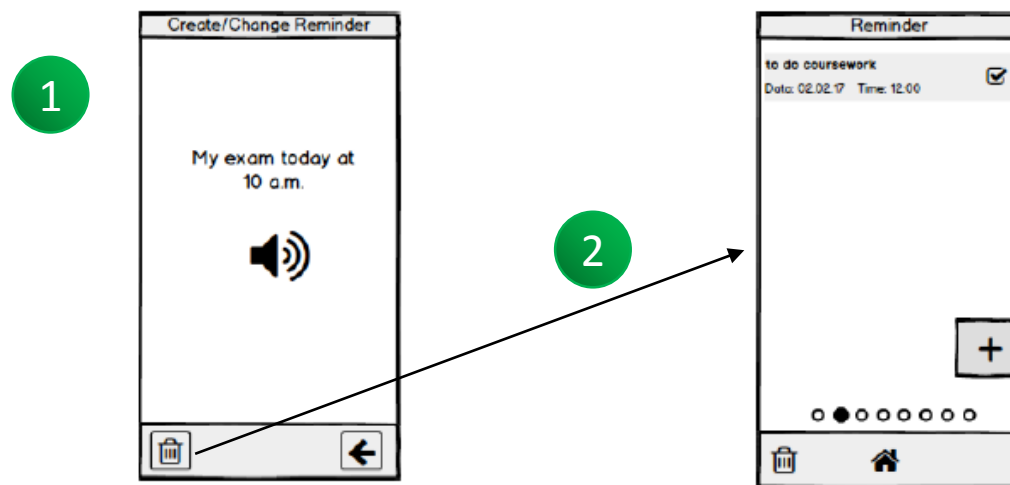 1
Create/Change Reminder
My exam today at
10 a.m.
2
Reminder
to do coursework
Data: 02.02.17 Time: 12:00
+